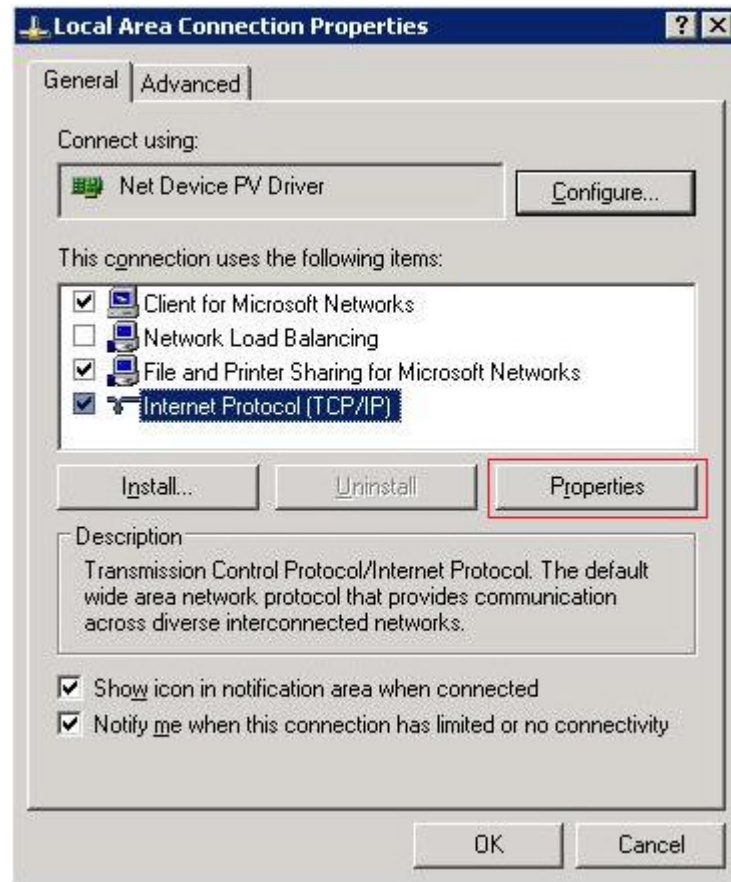 Local Area Connection Properties
General Advanced
Connect using:
Net Device PV Driver
Configure...
This connection uses the following items:
Client for Microsoft Networks
Network Load Balancing
File and Printer Sharing for Microsoft Networks
Internet Protocol (TCP/IP)
Install... Uninstall Properties
Description
Transmission Control Protocol/Internet Protocol. The default
wide area network protocol that provides communication
across diverse interconnected networks.
Show icon in notification area when connected
Notify me when this connection has limited or no connectivity
OK Cancel